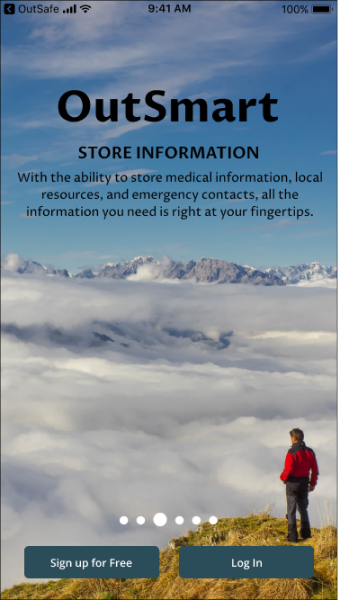 OutSafe 9:41 AM 100%
OutSmart
STORE INFORMATION
With the ability to store medical information, local
resources, and emergency contacts, all the
information you need is right at your fingertips.
Sign up for Free Log In